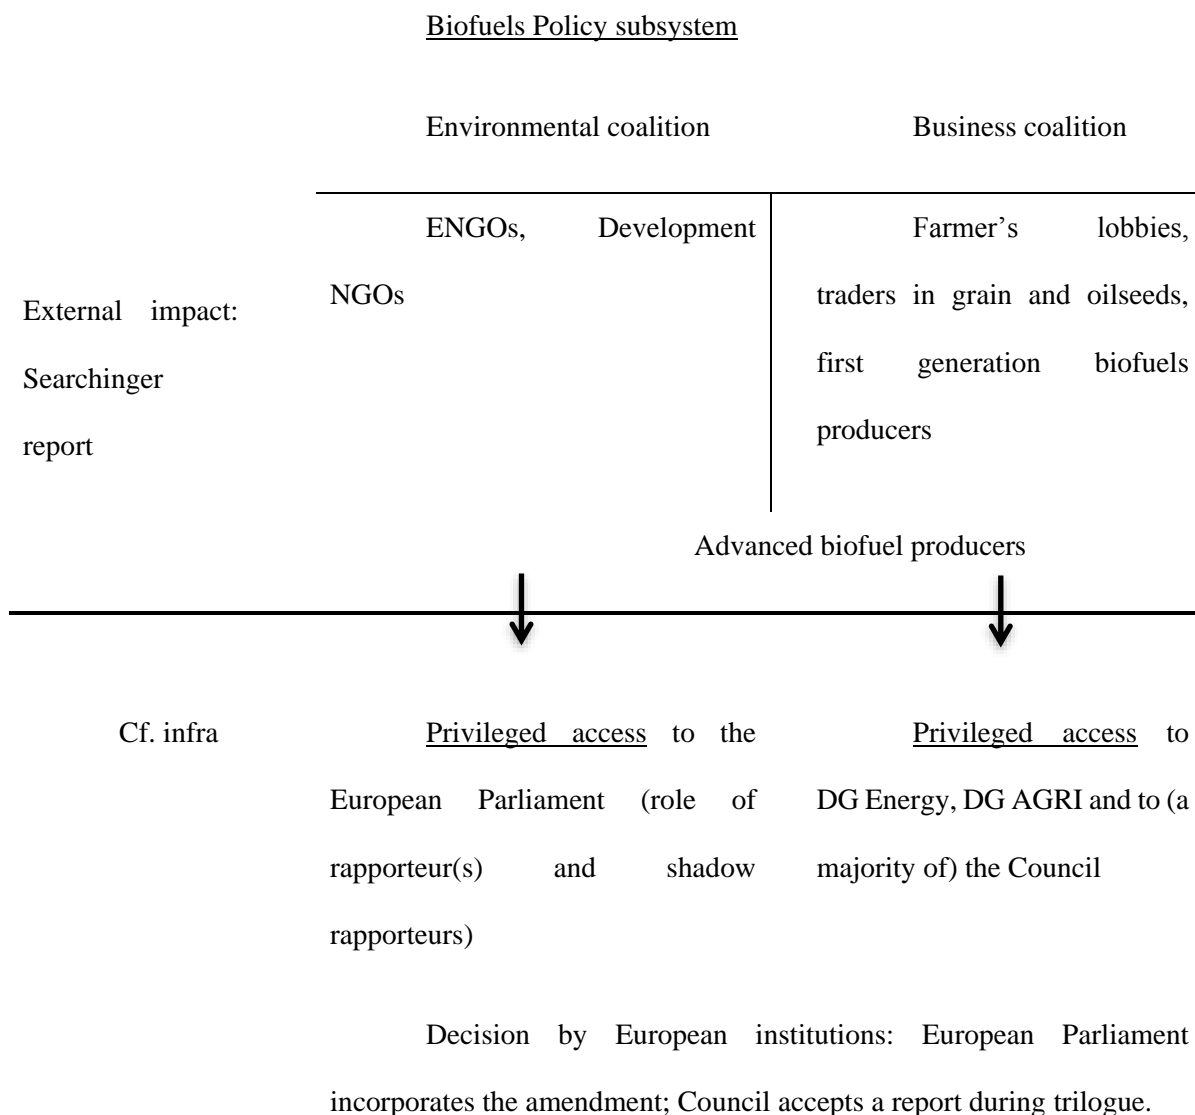 Biofuels Policy subsystem
Environmental coalition
Business coalition
External impact:
Searchinger
report
ENGOs, Development
NGOs
Farmer’s lobbies,
traders in grain and oilseeds,
first generation biofuels
producers
Advanced biofuel producers
Cf. infra
Privileged access to the
European Parliament (role of
rapporteur(s) and shadow
rapporteurs)
Privileged access to
DG Energy, DG AGRI and to (a
majority of) the Council
Decision by European institutions: European Parliament
incorporates the amendment; Council accepts a report during trilogue.